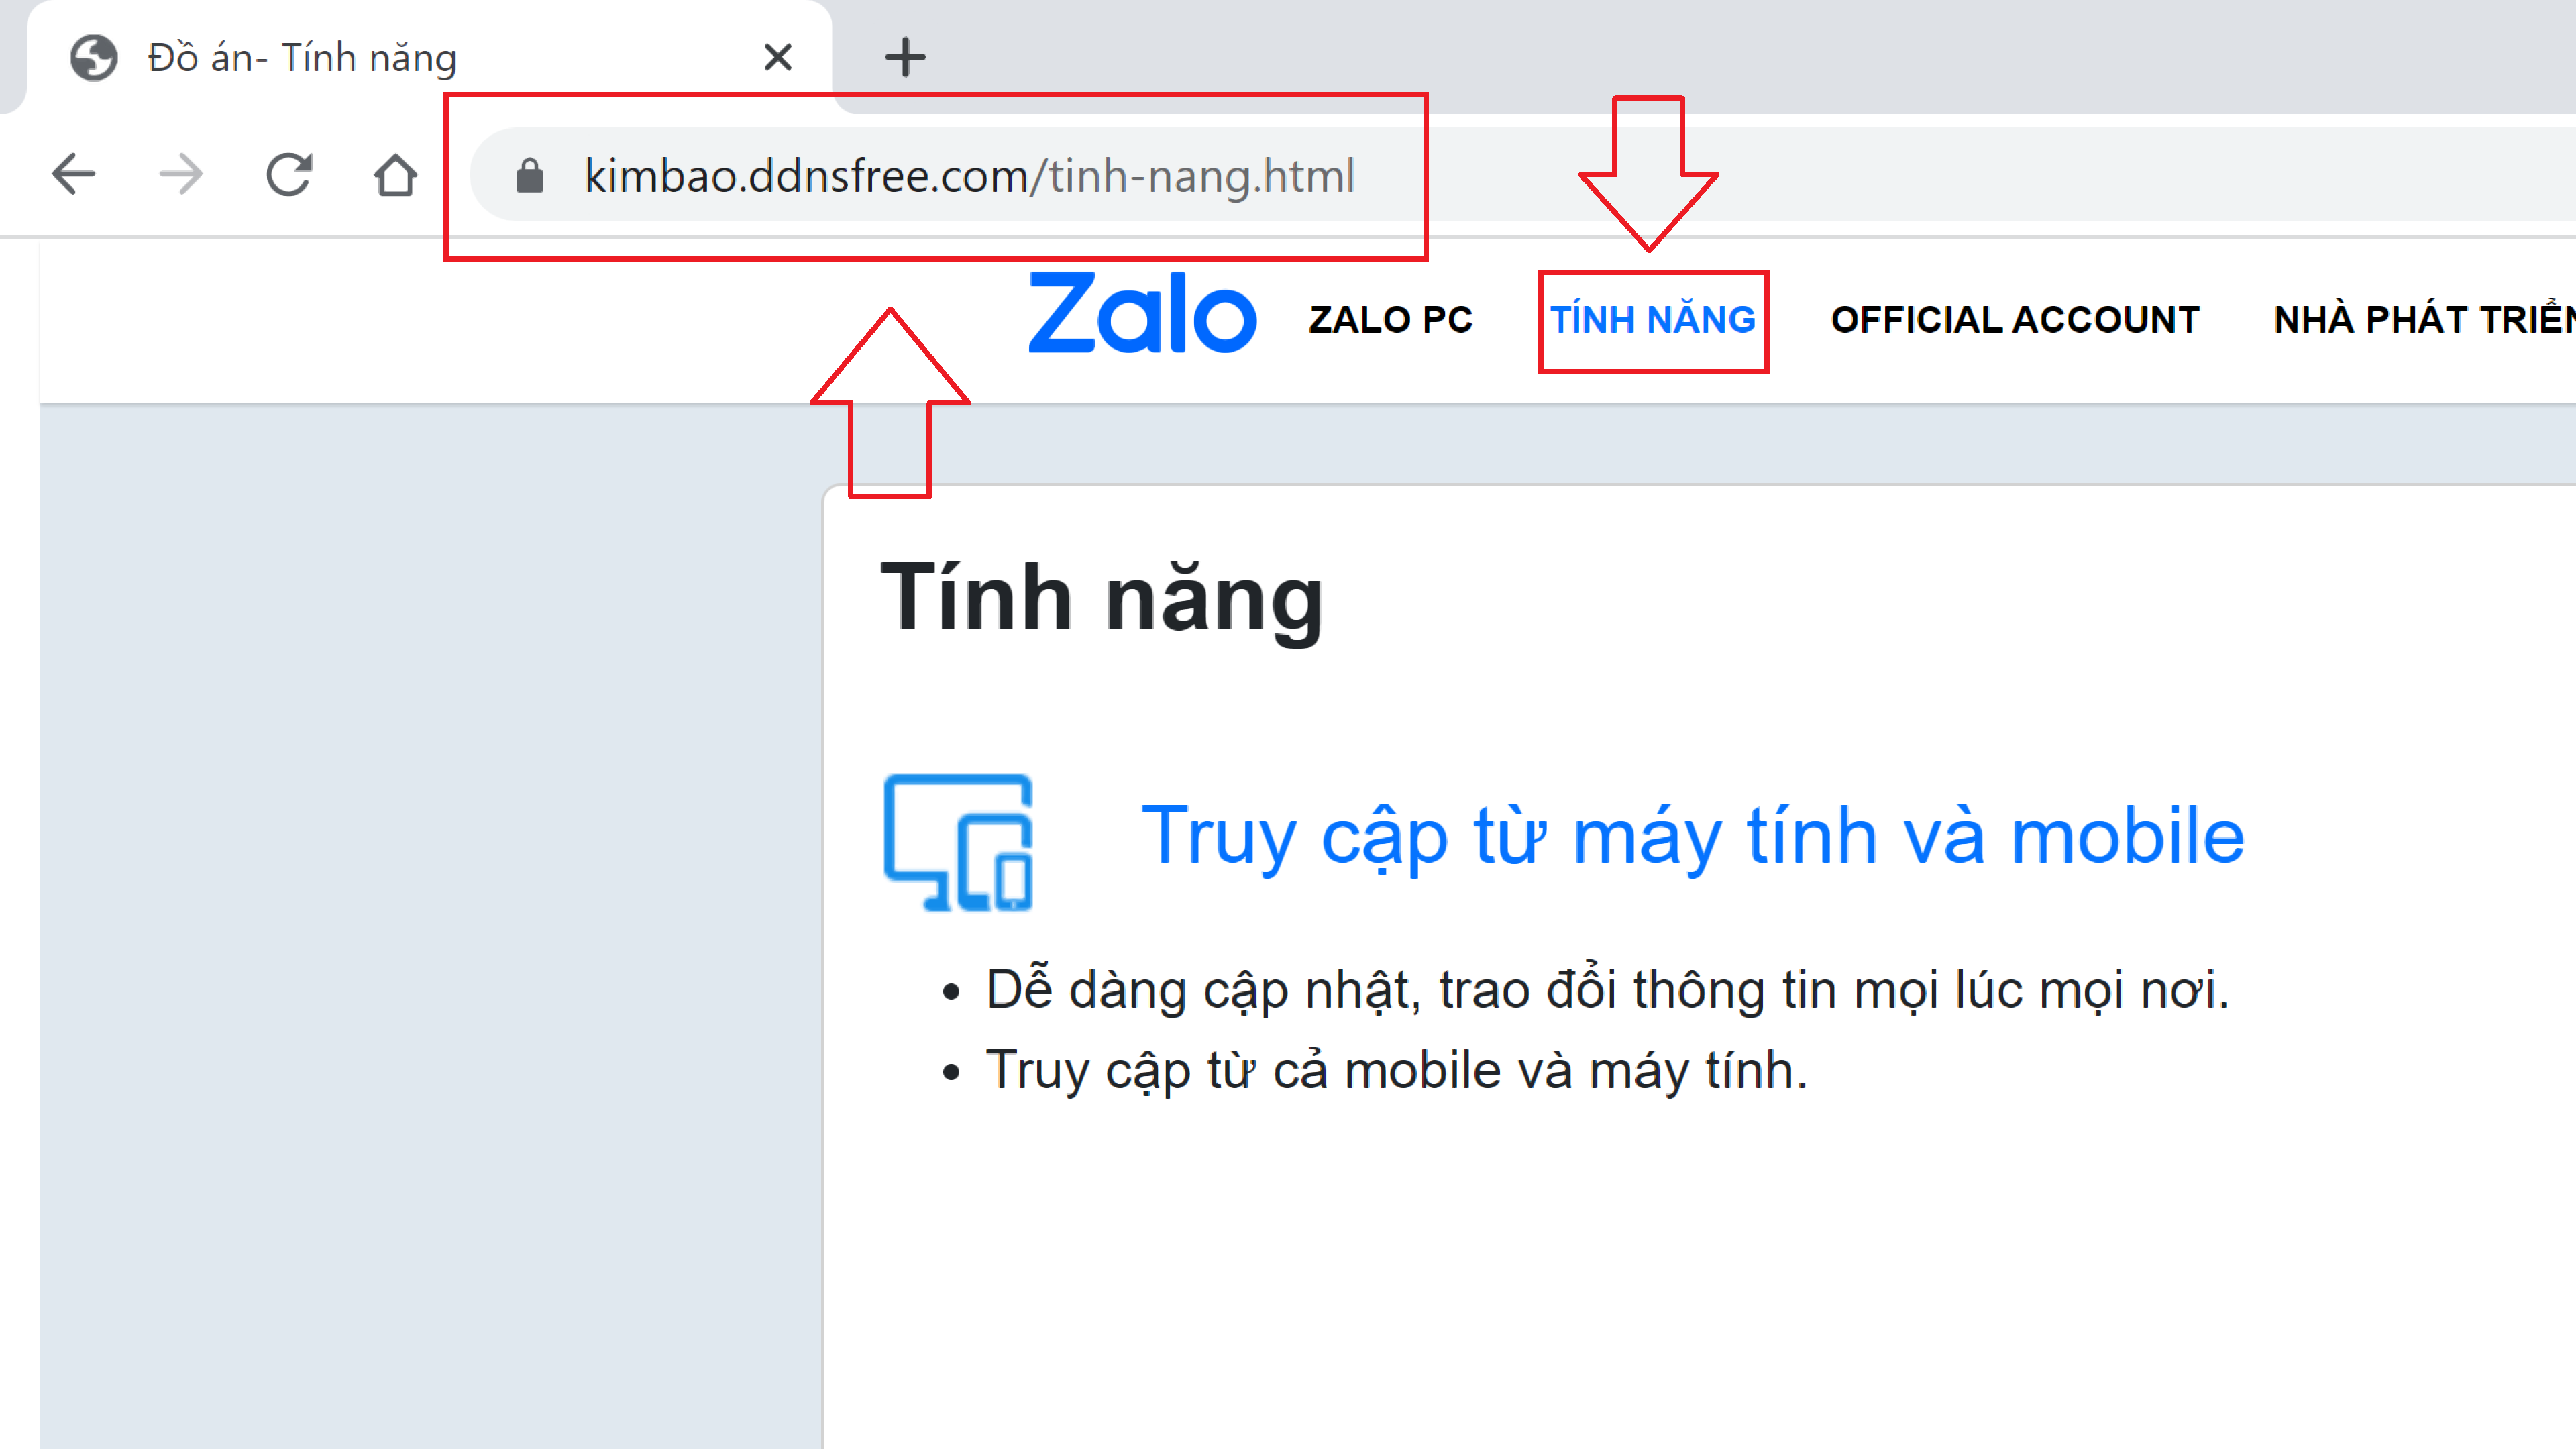 Đồ án- Tính năng
kimbao.ddnsfree.com/tinh-nang.html
Zalo ZALO PC TÍNH NĂNG OFFICIAL ACCOUNT NHÀ PHÁT TRIỂN
Tính năng
Truy cập từ máy tính và mobile
• Dễ dàng cập nhật, trao đổi thông tin mọi lúc mọi nơi.
• Truy cập từ cả mobile và máy tính.